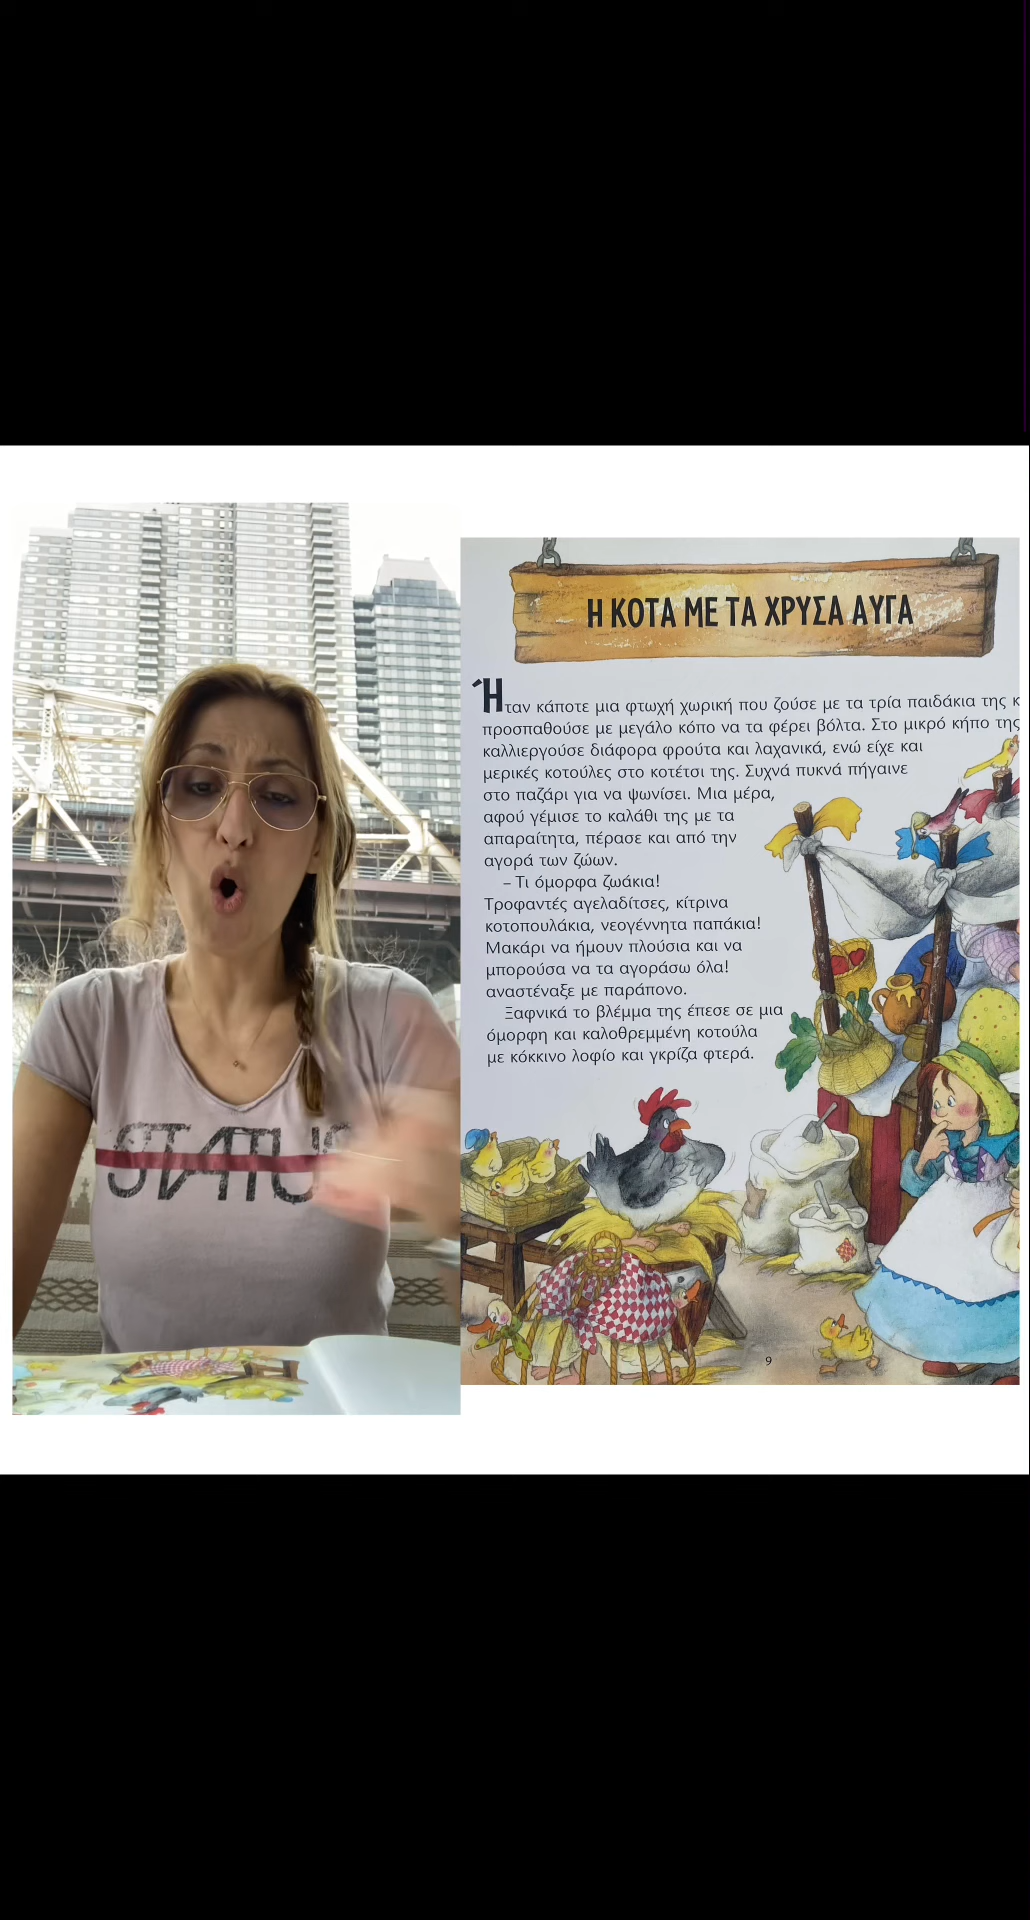 STATUS
Η ΚΟΤΑ ΜΕ ΤΑ ΧΡΥΣΑ ΑΥΓΑ
Ήταν κάποτε μια φτωχή χωρική που ζούσε με τα τρία παιδάκια της κ
προσπαθούσε με μεγάλο κόπο να τα φέρει βόλτα. Στο μικρό κήπο της
καλλιεργούσε διάφορα φρούτα και λαχανικά, ενώ είχε και
μερικές κοτούλες στο κοτέτσι της. Συχνά πυκνά πήγαινε
στο παζάρι για να ψωνίσει. Μια μέρα,
αφού γέμισε το καλάθι της με τα
απαραίτητα, πέρασε και από την
αγορά των ζώων.
– Τι όμορφα ζωάκια!
Τροφαντές αγελαδίτσες, κίτρινα
κοτοπουλάκια, νεογέννητα παπάκια!
Μακάρι να ήμουν πλούσια και να
μπορούσα να τα αγοράσω όλα!
αναστέναξε με παράπονο.
Ξαφνικά το βλέμμα της έπεσε σε μια
όμορφη και καλοθρεμμένη κοτούλα
με κόκκινο λοφίο και γκρίζα φτερά.
9